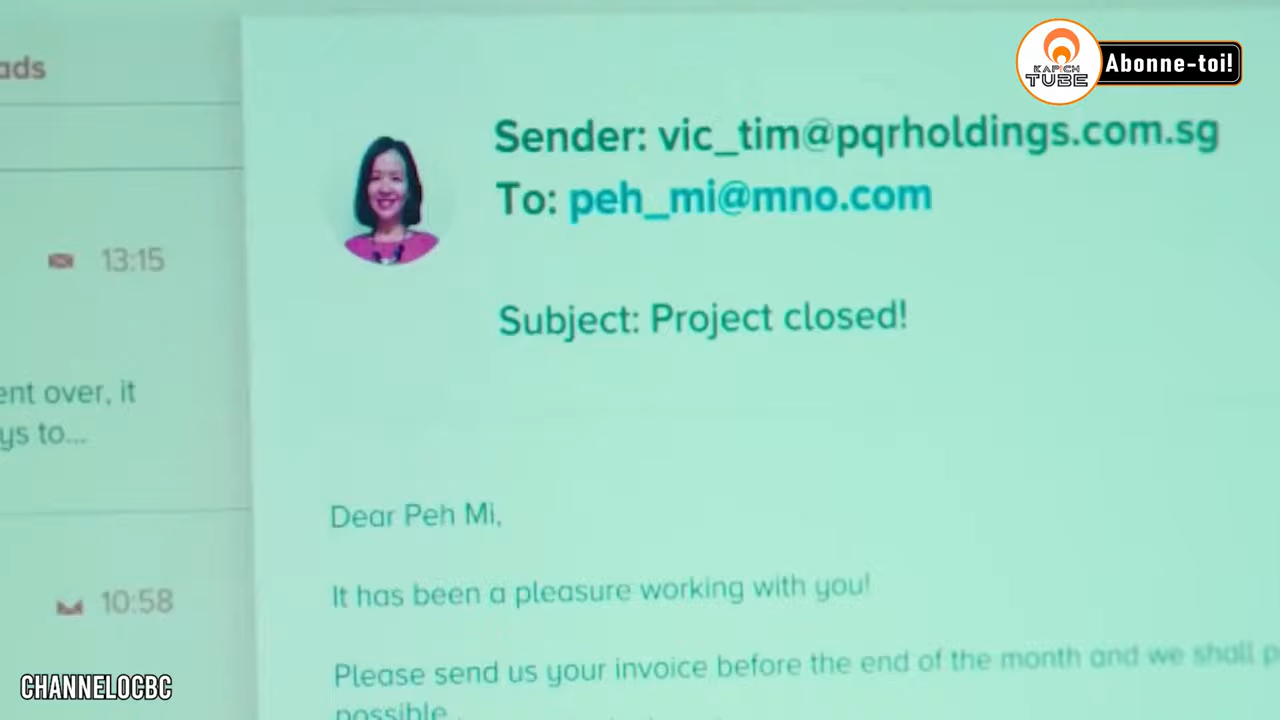 ads
KAPICH
TUBE
Abonne-toi!
Sender: vic_tim@pqrholdings.com.sg
To: peh_mi@mno.com
13:15
Subject: Project closed!
ent over, it
ys to...
Dear Peh Mi,
It has been a pleasure working with you!
10:58
Please send us your invoice before the end of the month and we shall p
possible
CHANNELOCBC